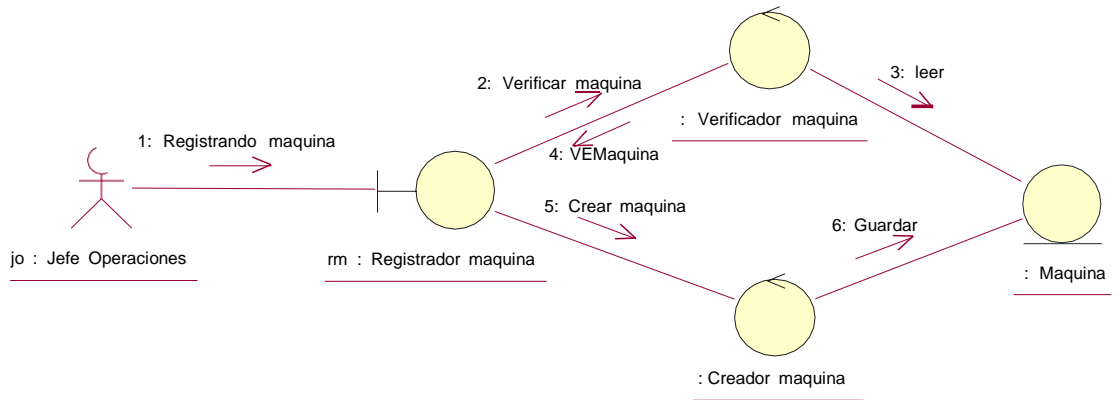 3: leer
2: Verificar maquina
: Verificador maquina
1: Registrando maquina
4: VEMaquina
5: Crear maquina
6: Guardar
jo : Jefe Operaciones
rm : Registrador maquina
: Maquina
: Creador maquina